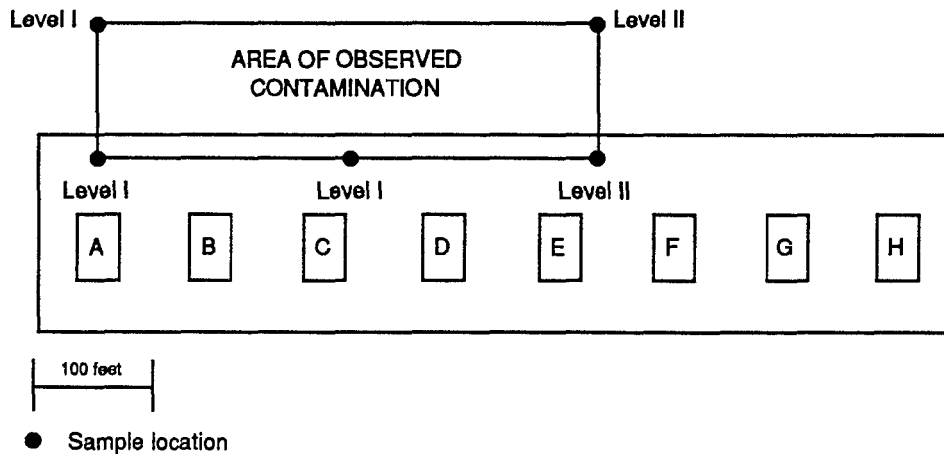 Level I
Level II
AREA OF OBSERVED
CONTAMINATION
Level I
Level I
Level II
A
B
C
D
E
F
G
H
100 feet
Sample location